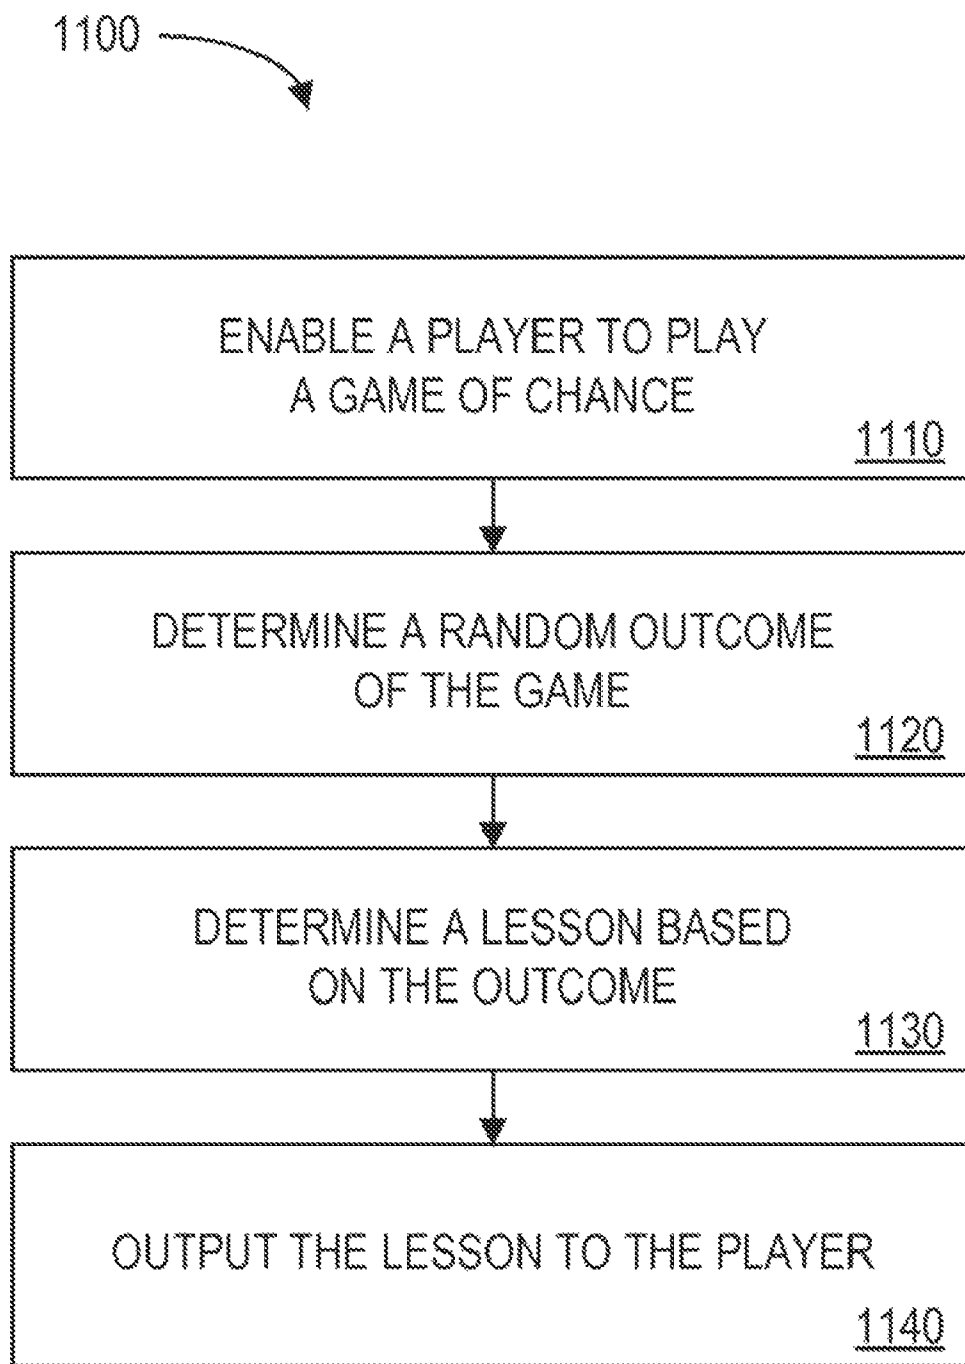 1100
ENABLE A PLAYER TO PLAY
A GAME OF CHANCE
1110
DETERMINE A RANDOM OUTCOME
OF THE GAME
1120
DETERMINE A LESSON BASED
ON THE OUTCOME
1130
OUTPUT THE LESSON TO THE PLAYER
1140